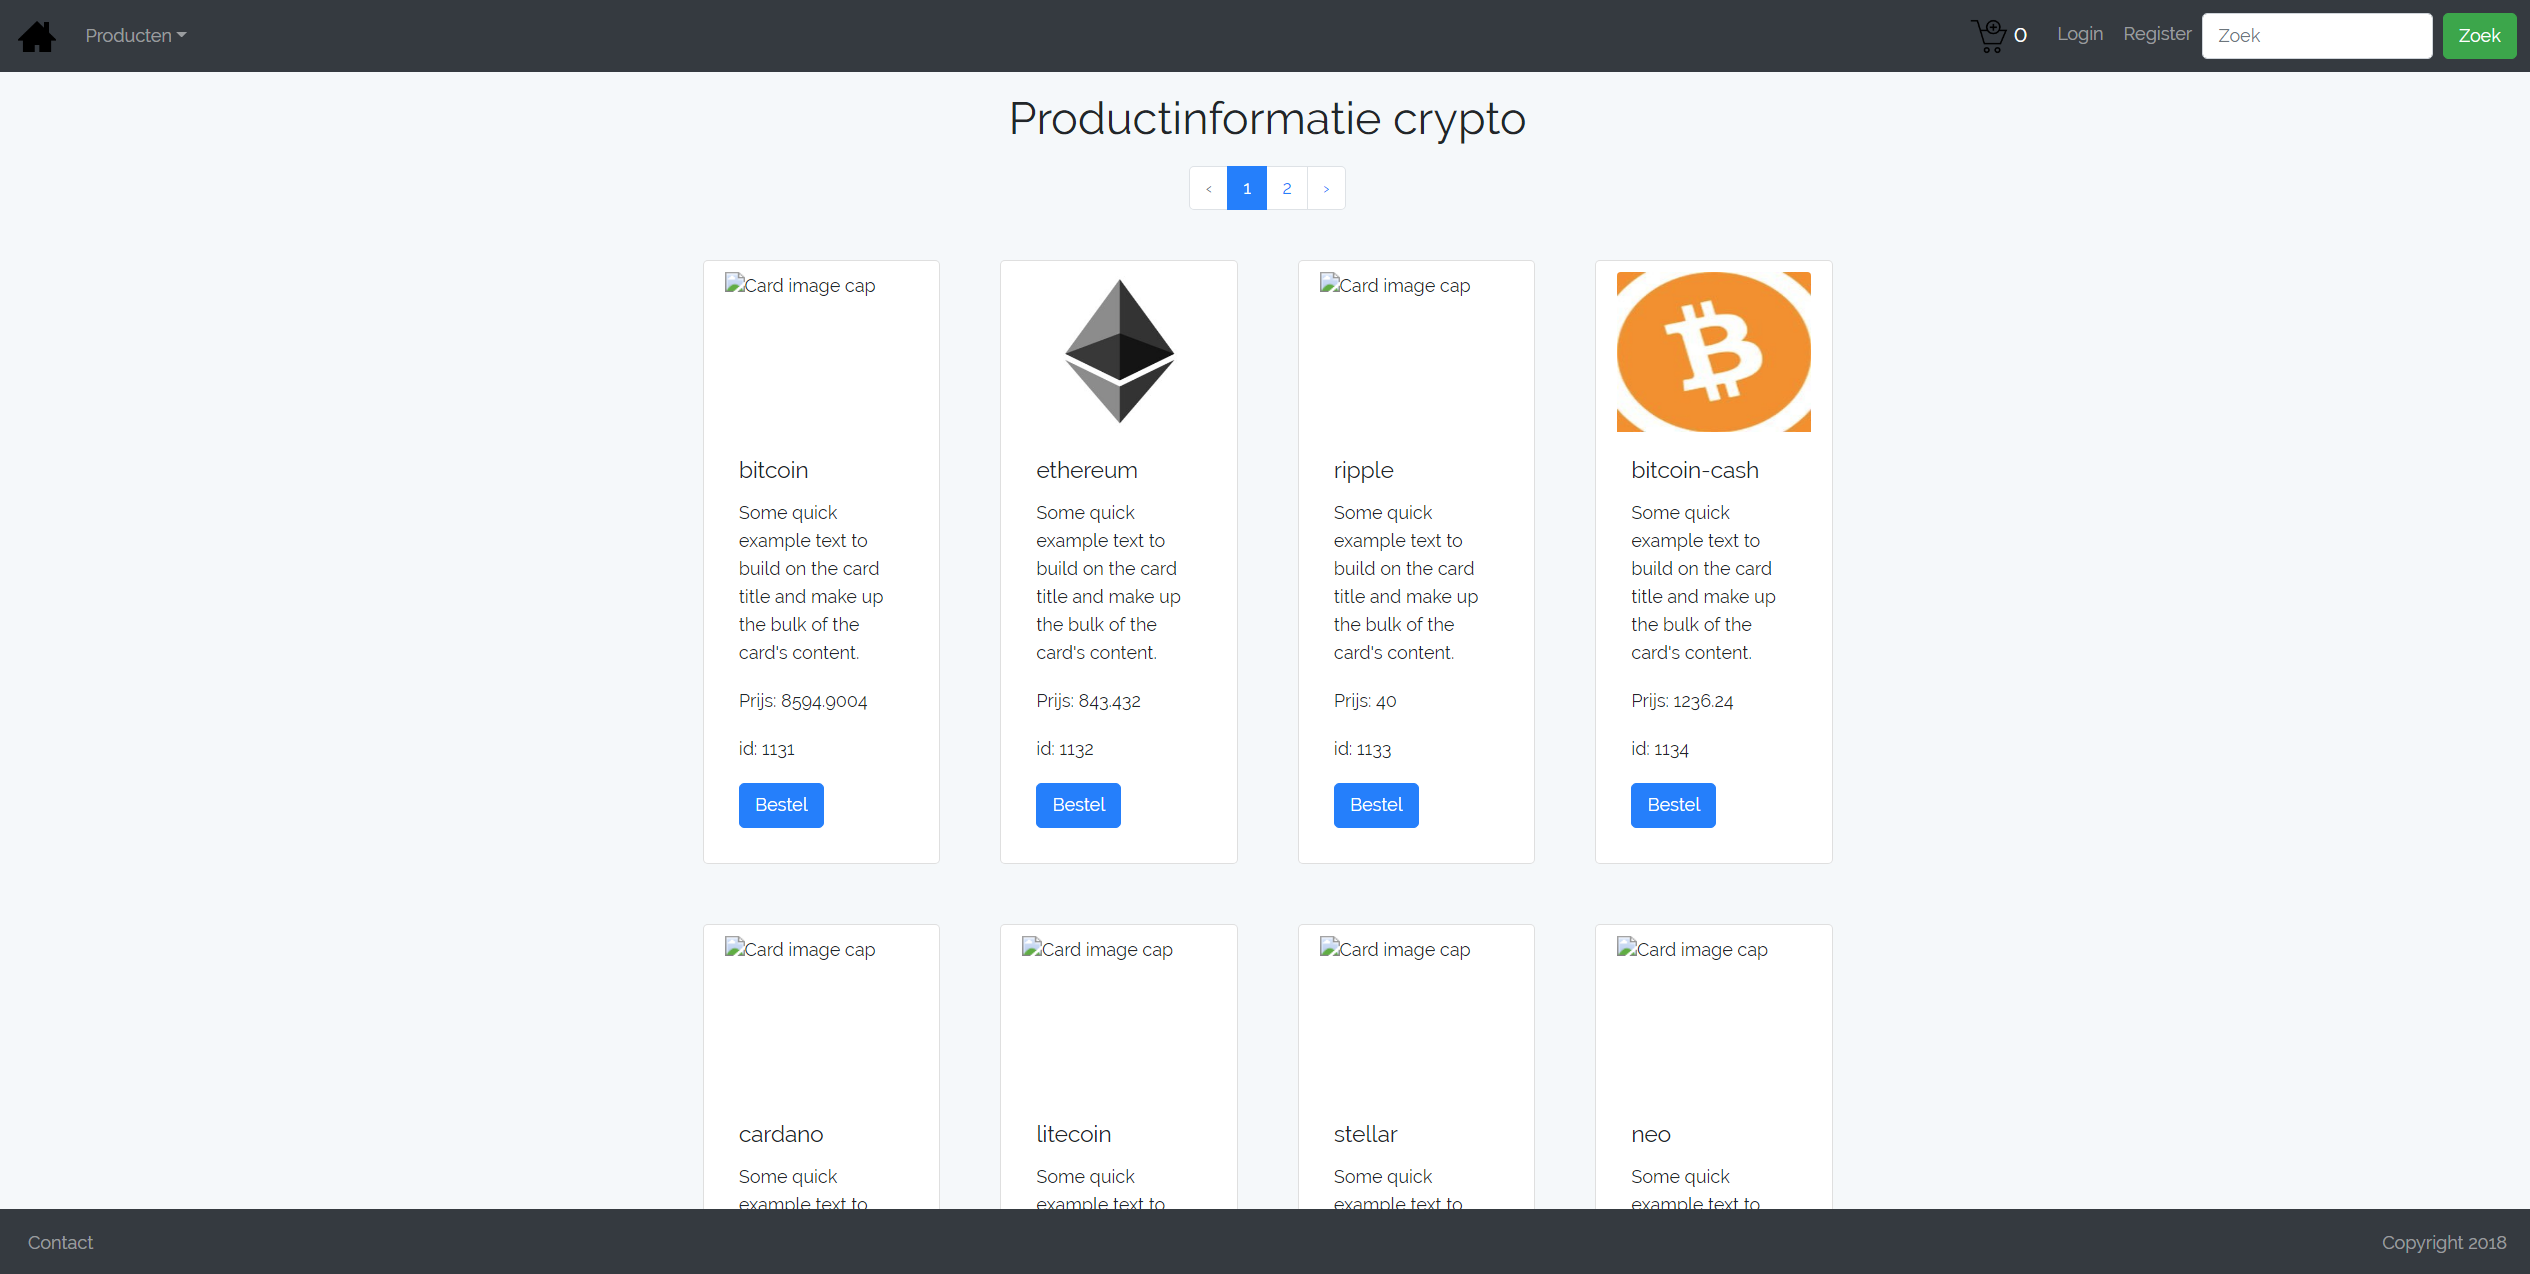 Producten
0
Login
Register
Zoek
Zoek
Productinformatie crypto
‹ 1 2 ›
Card image cap
bitcoin
Some quick
example text to
build on the card
title and make up
the bulk of the
card's content.
Prijs: 8594.9004
id: 1131
Bestel
ethereum
Some quick
example text to
build on the card
title and make up
the bulk of the
card's content.
Prijs: 843.432
id: 1132
Bestel
Card image cap
ripple
Some quick
example text to
build on the card
title and make up
the bulk of the
card's content.
Prijs: 40
id: 1133
Bestel
bitcoin-cash
Some quick
example text to
build on the card
title and make up
the bulk of the
card's content.
Prijs: 1236.24
id: 1134
Bestel
Card image cap
cardano
Some quick
example text to
Card image cap
litecoin
Some quick
example text to
Card image cap
stellar
Some quick
example text to
Card image cap
neo
Some quick
example text to
Contact
Copyright 2018